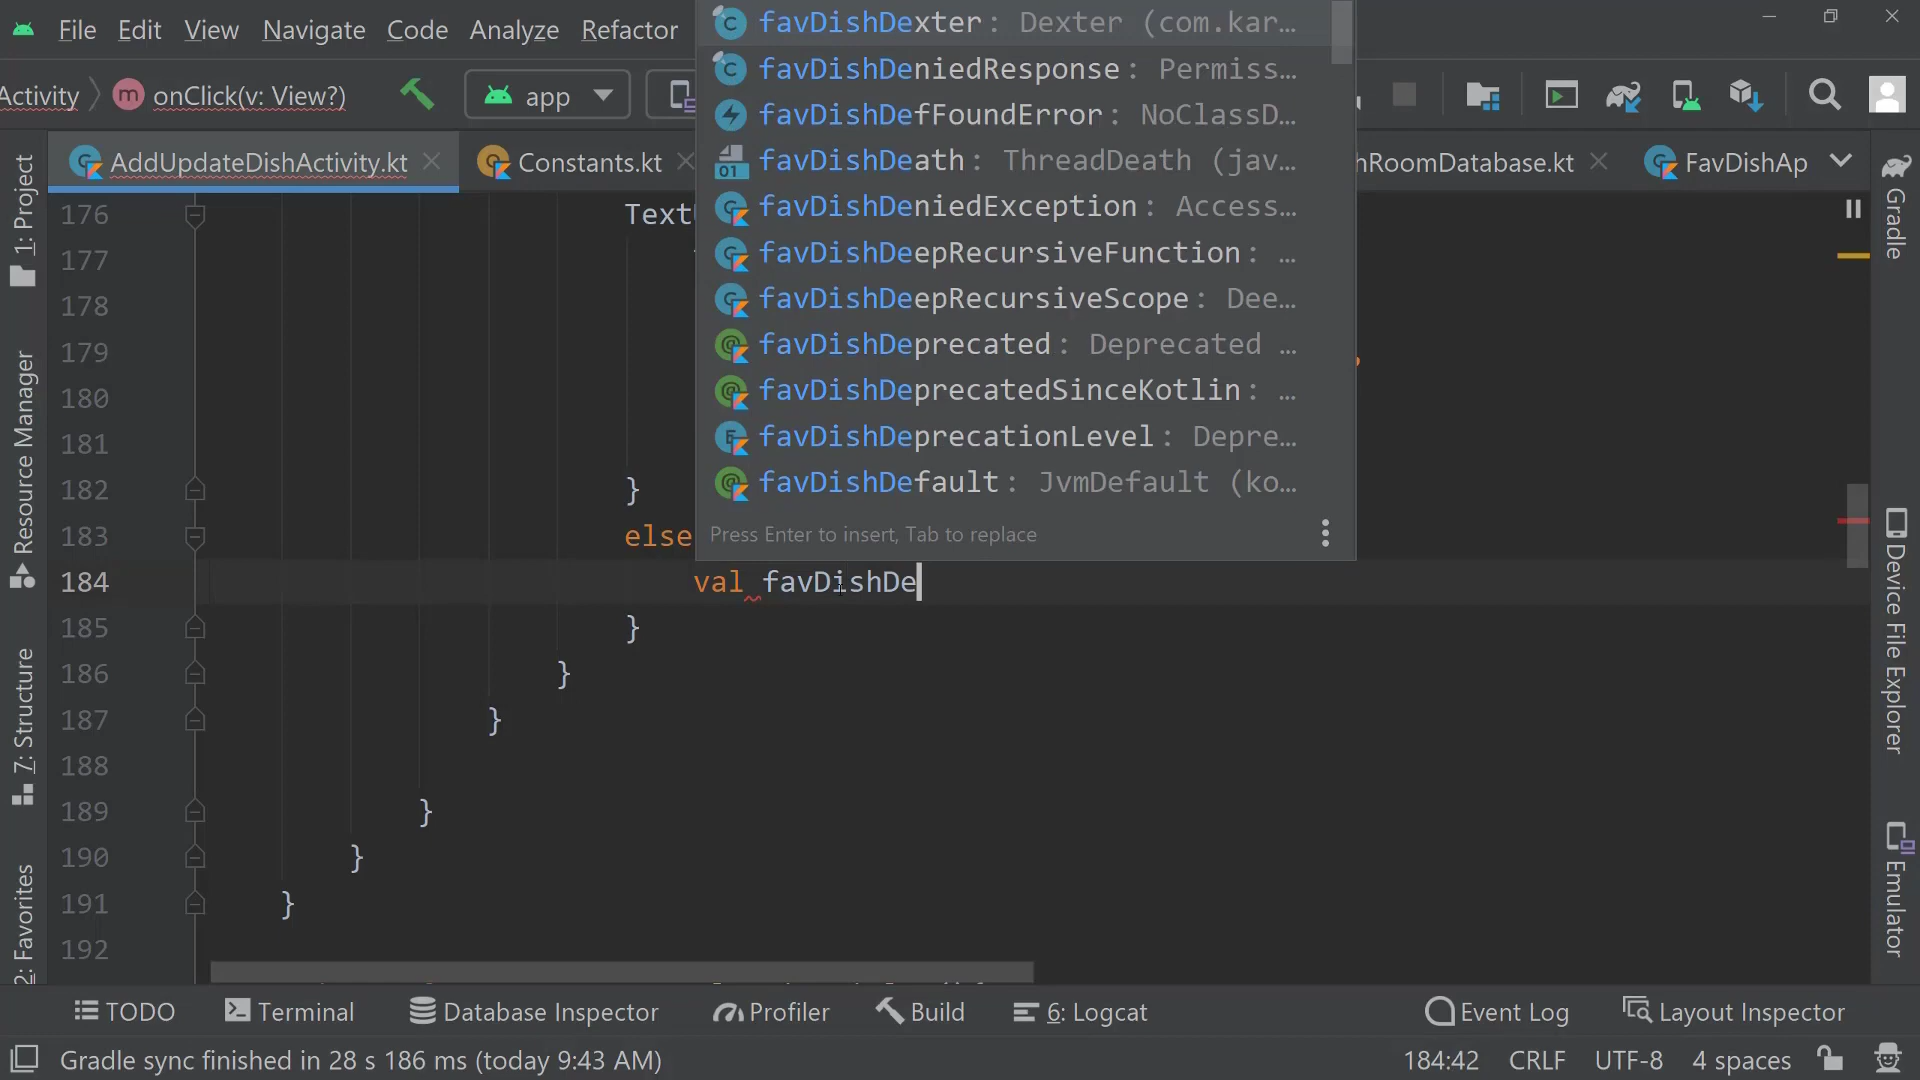 File Edit View Navigate Code Analyze Refactor
Activity onClick(v: View?) app
AddUpdateDishActivity.kt Constants.kt hRoomDatabase.kt FavDishAp
favDishDexter: Dexter (com.kar...
favDishDeniedResponse: Permiss...
favDishDefFoundError: NoClassD...
favDishDeath: ThreadDeath (jav...
favDishDeniedException: Access...
favDishDeepRecursiveFunction: ...
favDishDeepRecursiveScope: Dee...
favDishDeprecated: Deprecated ...
favDishDeprecatedSinceKotlin: ...
favDishDeprecationLevel: Depre...
favDishDefault: JvmDefault (ko...
Press Enter to insert, Tab to replace
176 Text
177
178
179
180
181
182 }
183 else
184 val favDishDe
185 }
186 }
187 }
188
189 }
190 }
191 }
192
1: Project
Resource Manager
7: Structure
2: Favorites
Gradle
Device File Explorer
Emulator
TODO Terminal Database Inspector Profiler Build 6: Logcat Event Log Layout Inspector
Gradle sync finished in 28 s 186 ms (today 9:43 AM) 184:42 CRLF UTF-8 4 spaces